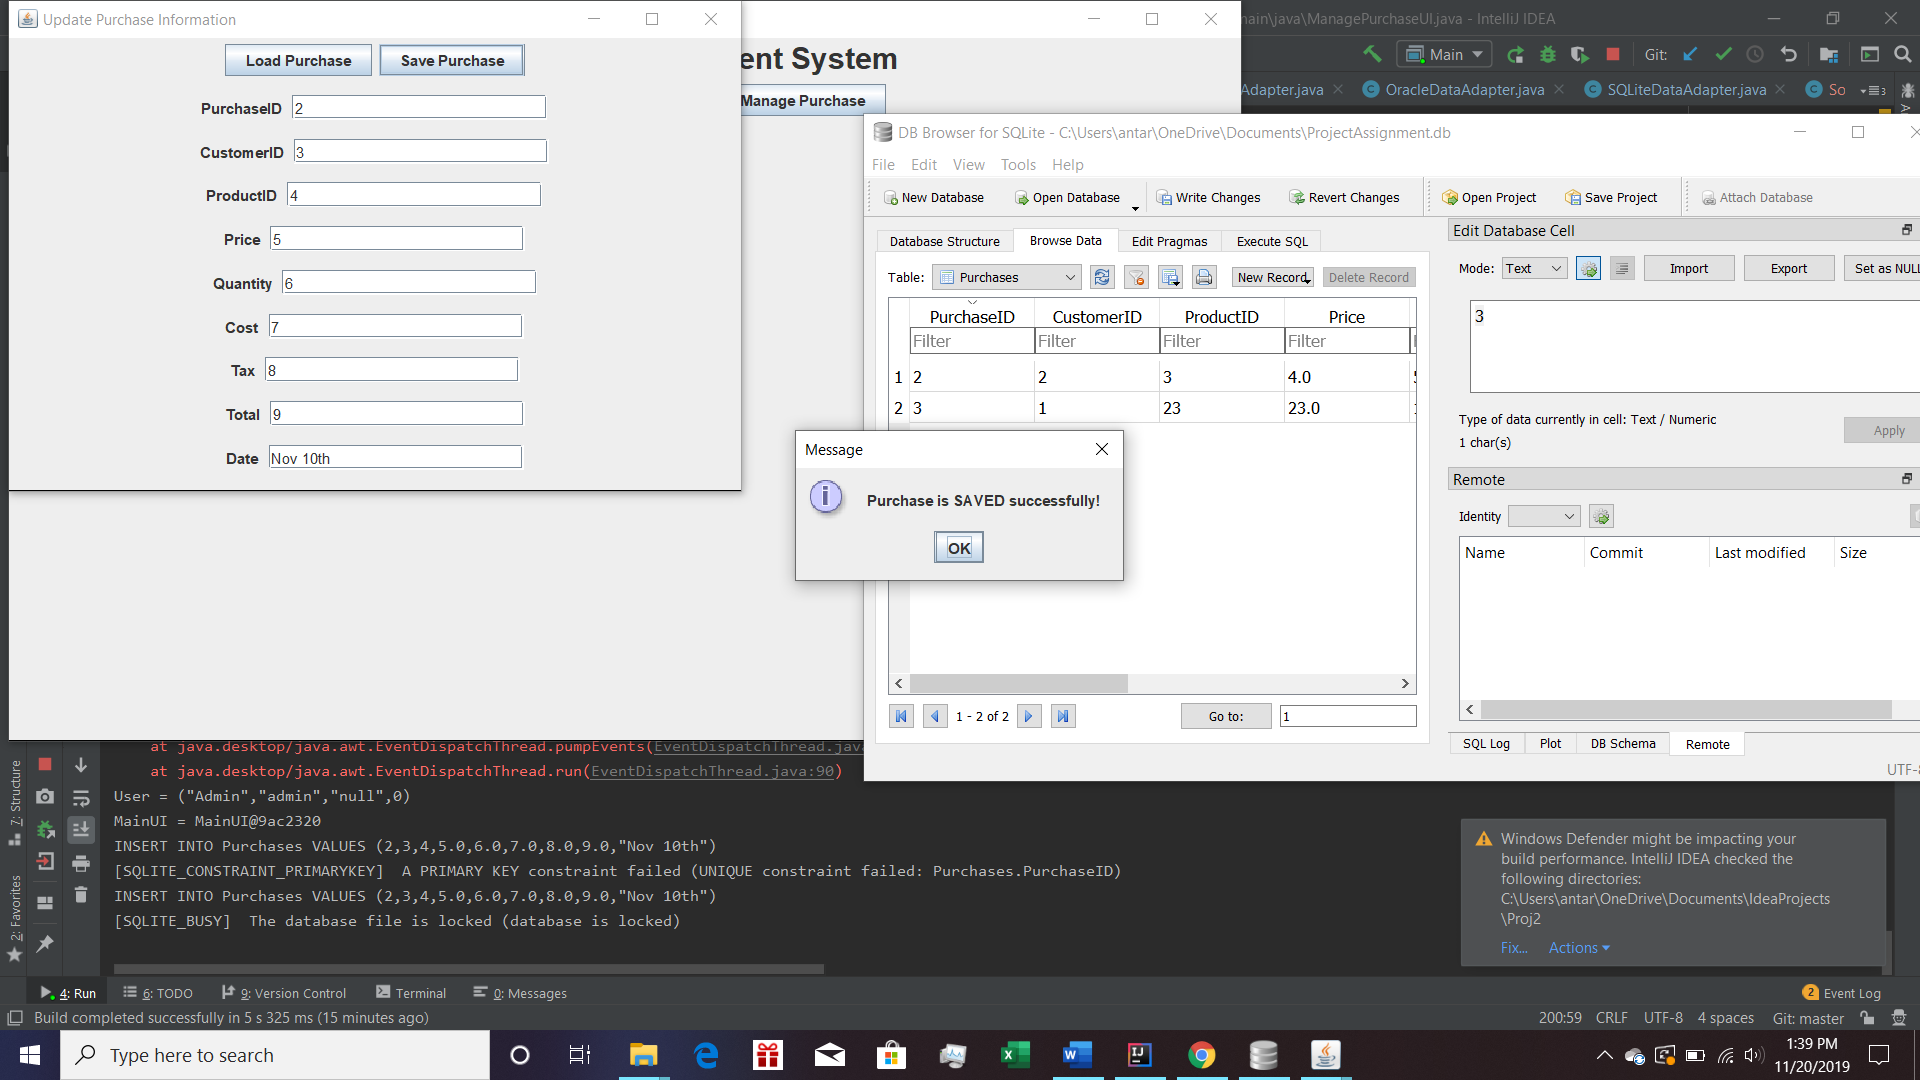 Update Purchase Information
Load Purchase
Save Purchase
PurchaseID 2
CustomerID 3
ProductID 4
Price 5
Quantity 6
Cost 7
Tax 8
Total 9
Date Nov 10th
ent System
Manage Purchase
main\java\ManagePurchaseUI.java - IntelliJ IDEA
Main
Git:
Adapter.java
OracleDataAdapter.java
SQLiteDataAdapter.java
So
3
DB Browser for SQLite - C:\Users\antar\OneDrive\Documents\ProjectAssignment.db
File Edit View Tools Help
New Database Open Database Write Changes Revert Changes Open Project Save Project Attach Database
Database Structure Browse Data Edit Pragmas Execute SQL
Table: Purchases New Record Delete Record
PurchaseID CustomerID ProductID Price
Filter Filter Filter Filter
1 2 2 3 4.0
2 3 1 23 23.0
1 - 2 of 2
Go to: 1
Edit Database Cell
Mode: Text Import Export Set as NULL
3
Type of data currently in cell: Text / Numeric
1 char(s)
Apply
Remote
Identity
Name Commit Last modified Size
SQL Log Plot DB Schema Remote
UTF-8
Message
Purchase is SAVED successfully!
OK
at java.desktop/java.awt.EventDispatchThread.pumpEvents(EventDispatchThread.java
at java.desktop/java.awt.EventDispatchThread.run(EventDispatchThread.java:90)
User = ("Admin","admin","null",0)
MainUI = MainUI@9ac2320
INSERT INTO Purchases VALUES (2,3,4,5.0,6.0,7.0,8.0,9.0,"Nov 10th")
[SQLITE_CONSTRAINT_PRIMARYKEY]  A PRIMARY KEY constraint failed (UNIQUE constraint failed: Purchases.PurchaseID)
INSERT INTO Purchases VALUES (2,3,4,5.0,6.0,7.0,8.0,9.0,"Nov 10th")
[SQLITE_BUSY]  The database file is locked (database is locked)
7: Structure
2: Favorites
Windows Defender might be impacting your
build performance. IntelliJ IDEA checked the
following directories:
C:\Users\antar\OneDrive\Documents\IdeaProjects
\Proj2
Fix... Actions
4: Run 6: TODO 9: Version Control Terminal 0: Messages
2 Event Log
Build completed successfully in 5 s 325 ms (15 minutes ago)
200:59 CRLF UTF-8 4 spaces Git: master
Type here to search
1:39 PM
11/20/2019